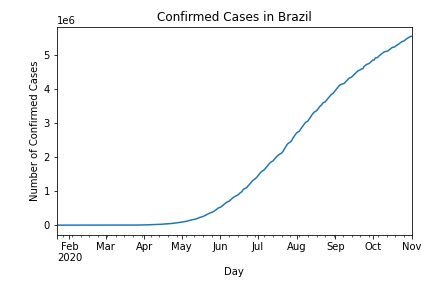 Confirmed Cases in Brazil
1e6
5
4
3
2
1
0
Number of Confirmed Cases
Feb Mar Apr May Jun Jul Aug Sep Oct Nov
2020
Day